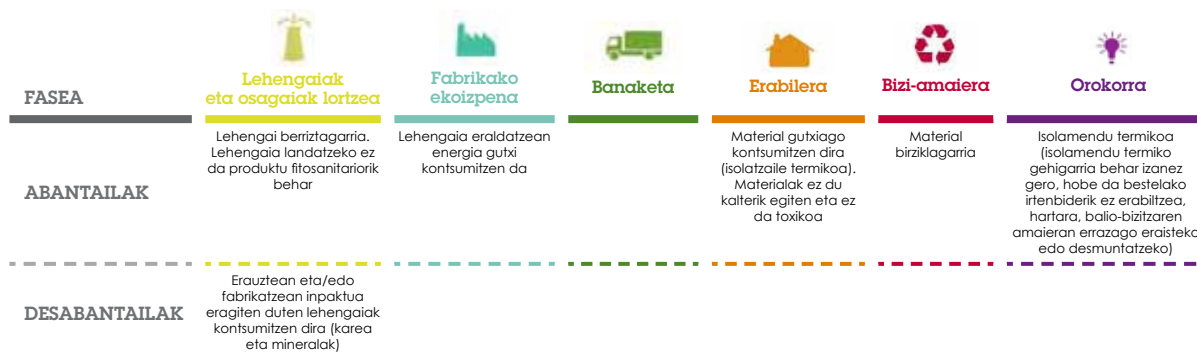 FASEA
Lehengaiak
eta osagaiak lortzea
Fabrikako
ekoizpena
Banaketa
Erabilera
Bizi-amaiera
Orokorra
ABANTAILAK
Lehengai berriztagarria.
Lehengaia landatzeko ez
da produktu fitosanitariorik
behar
Lehengaia eraldatzean
energia gutxi
kontsumitzen da
Material gutxiago
kontsumitzen dira
(isolatzaile termikoa).
Materialak ez du
kalterik egiten eta ez
da toxikoa
Material
birziklagarria
Isolamendu termikoa
(isolamendu termiko
gehigarria behar izanez
gero, hobe da bestelako
irtenbiderik ez erabiltzea,
hartara, balio-bizitzaren
amaieran errazago eraisteko
edo desmuntatzeko)
DESABANTAILAK
Erauztean eta/edo
fabrikatzean inpaktua
eragiten duten lehengaiak
kontsumitzen dira (karea
eta mineralak)